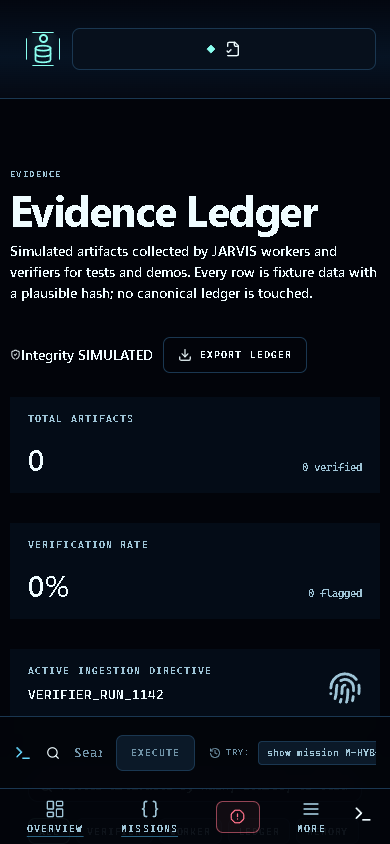 EVIDENCE
Evidence Ledger
Simulated artifacts collected by JARVIS workers and
verifiers for tests and demos. Every row is fixture data with
a plausible hash; no canonical ledger is touched.
Integrity SIMULATED
EXPORT LEDGER
TOTAL ARTIFACTS
0
0 verified
VERIFICATION RATE
0%
0 flagged
ACTIVE INGESTION DIRECTIVE
VERIFIER_RUN_1142
Sear
EXECUTE
TRY:
show mission M-HYB
OVERVIEW
MISSIONS
MORE